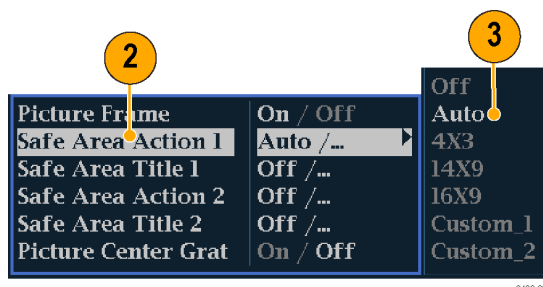 2
3
Picture Frame On / Off
Safe Area Action 1 Auto /...
Safe Area Title 1 Off /...
Safe Area Action 2 Off /...
Safe Area Title 2 Off /...
Picture Center Grat On / Off
Off
Auto
4X3
14X9
16X9
Custom_1
Custom_2